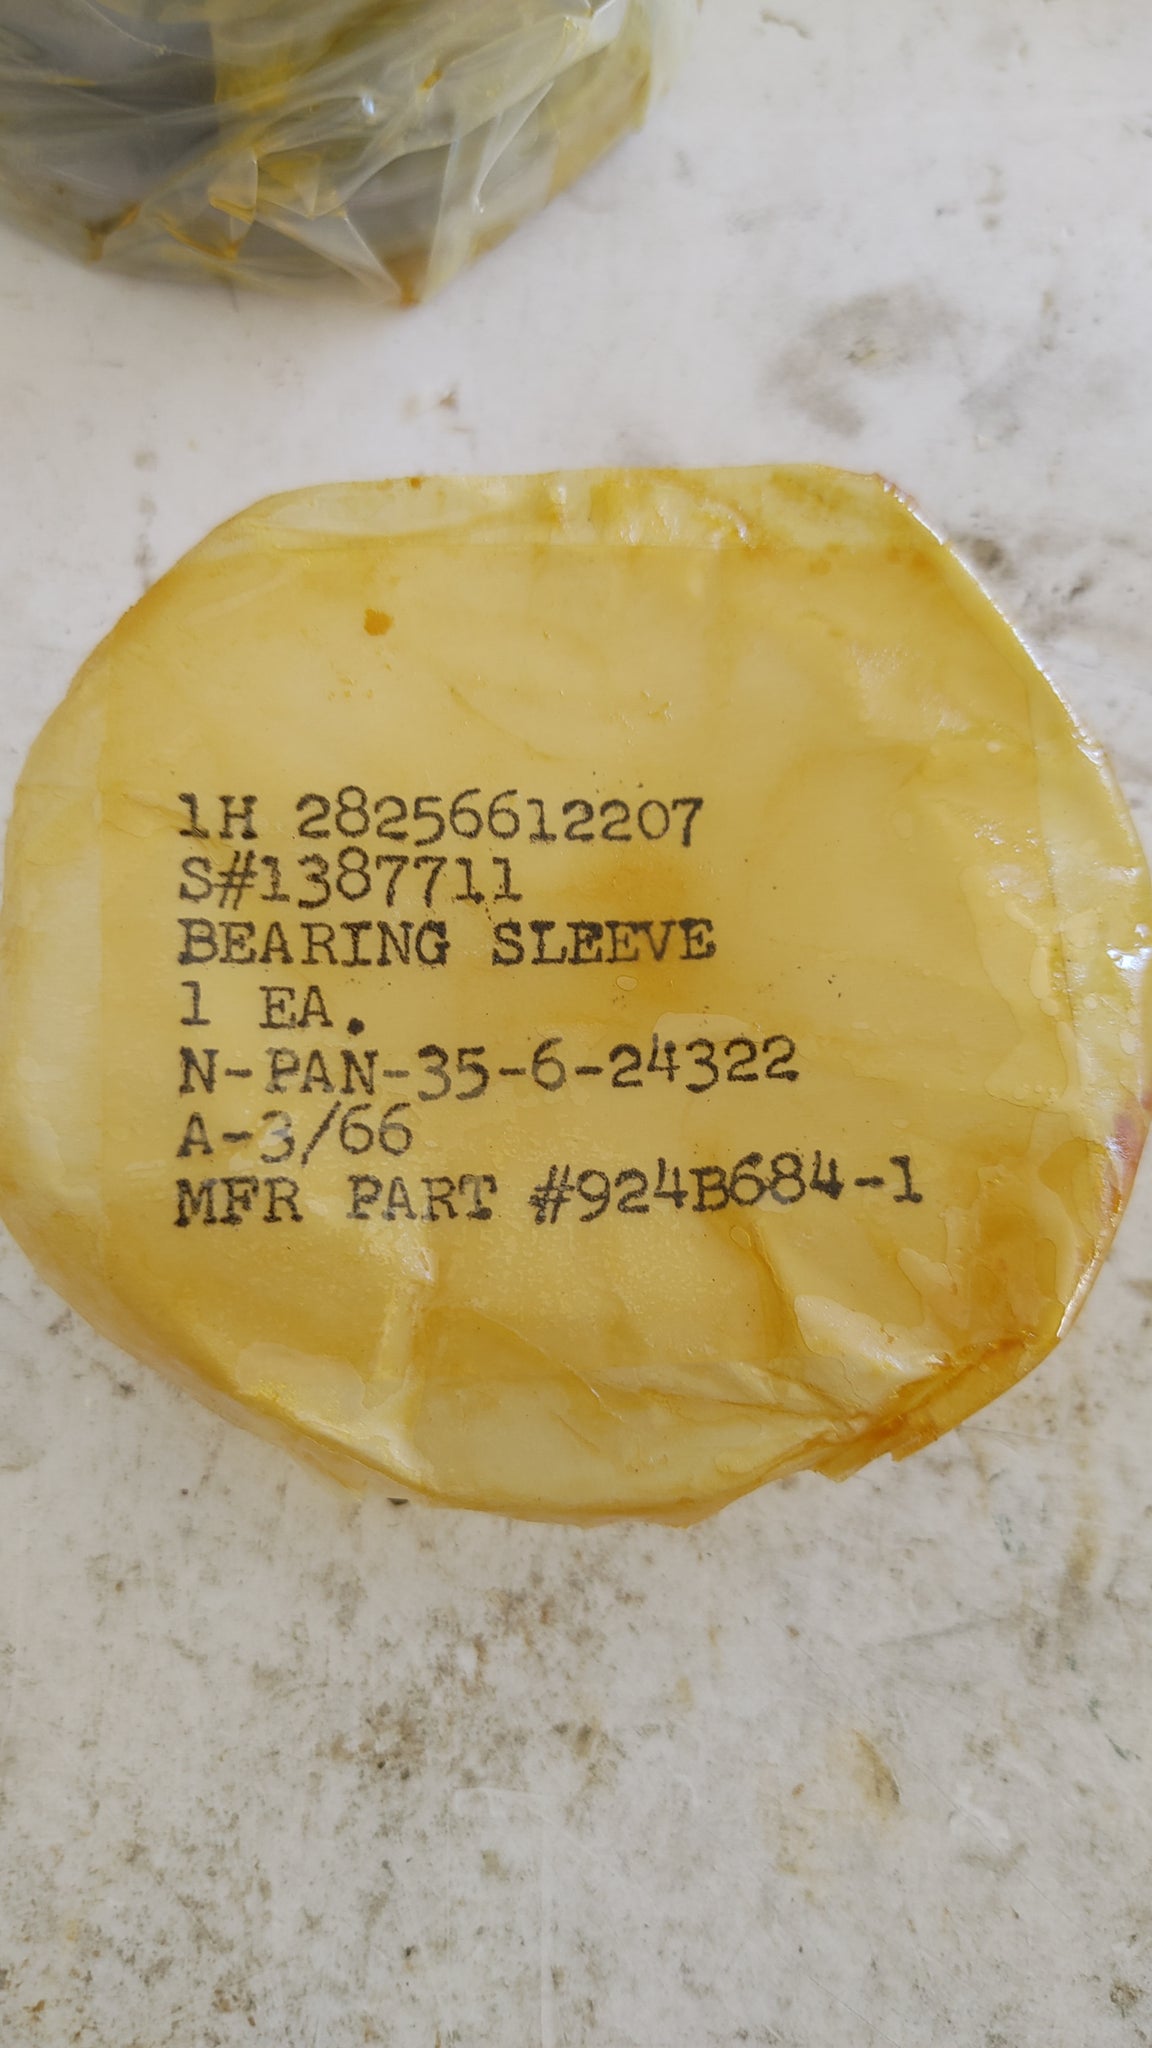 1H 28256612207
S#1387711
BEARING SLEEVE
1 EA.
N-PAN-35-6-24322
A-3/66
MFR PART #924B684-1